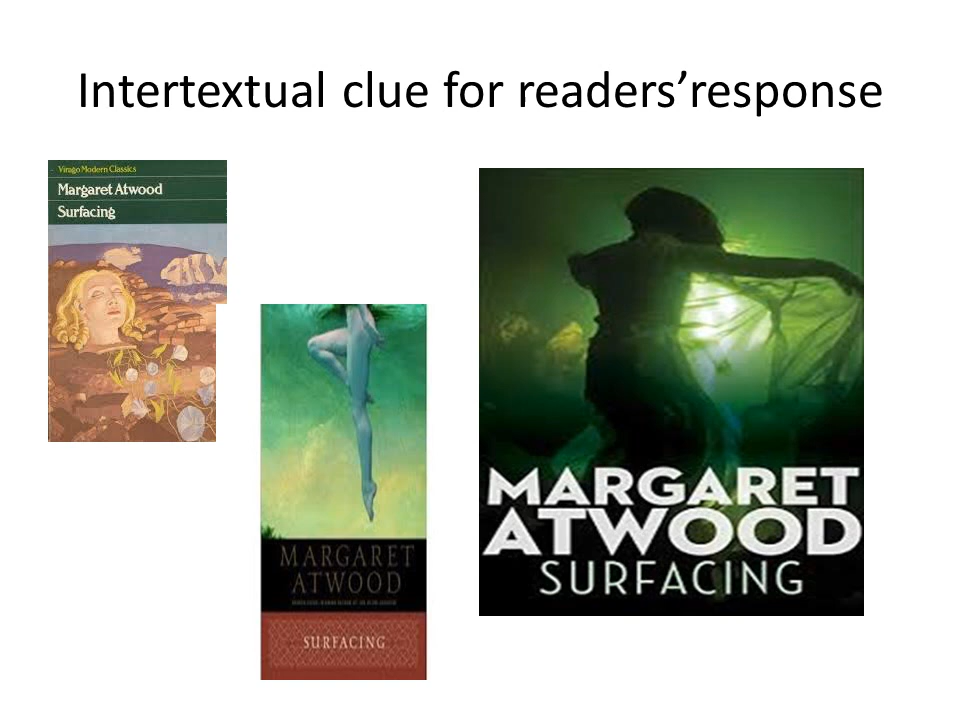 Intertextual clue for readers’response
Virago Modern Classics
Margaret Atwood
Surfacing
MARGARET
ATWOOD
SURFACING
MARGARET
ATWOOD
SURFACING